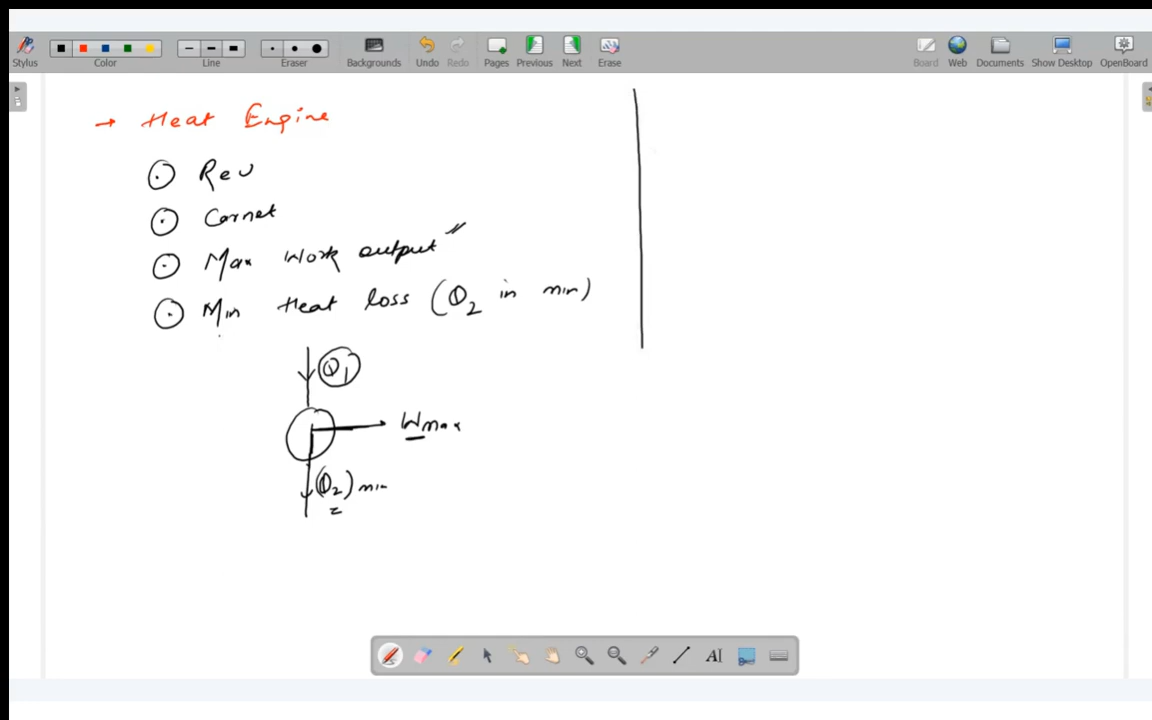 Stylus Color Line Eraser Backgrounds Undo Redo Pages Previous Next Erase Board Web Documents Show Desktop OpenBoard
→ Heat Engine
Rev
Carnot
Max Work output
Min Heat loss (Q2 in min)
Q1
Wmax
(Q2) min
AI